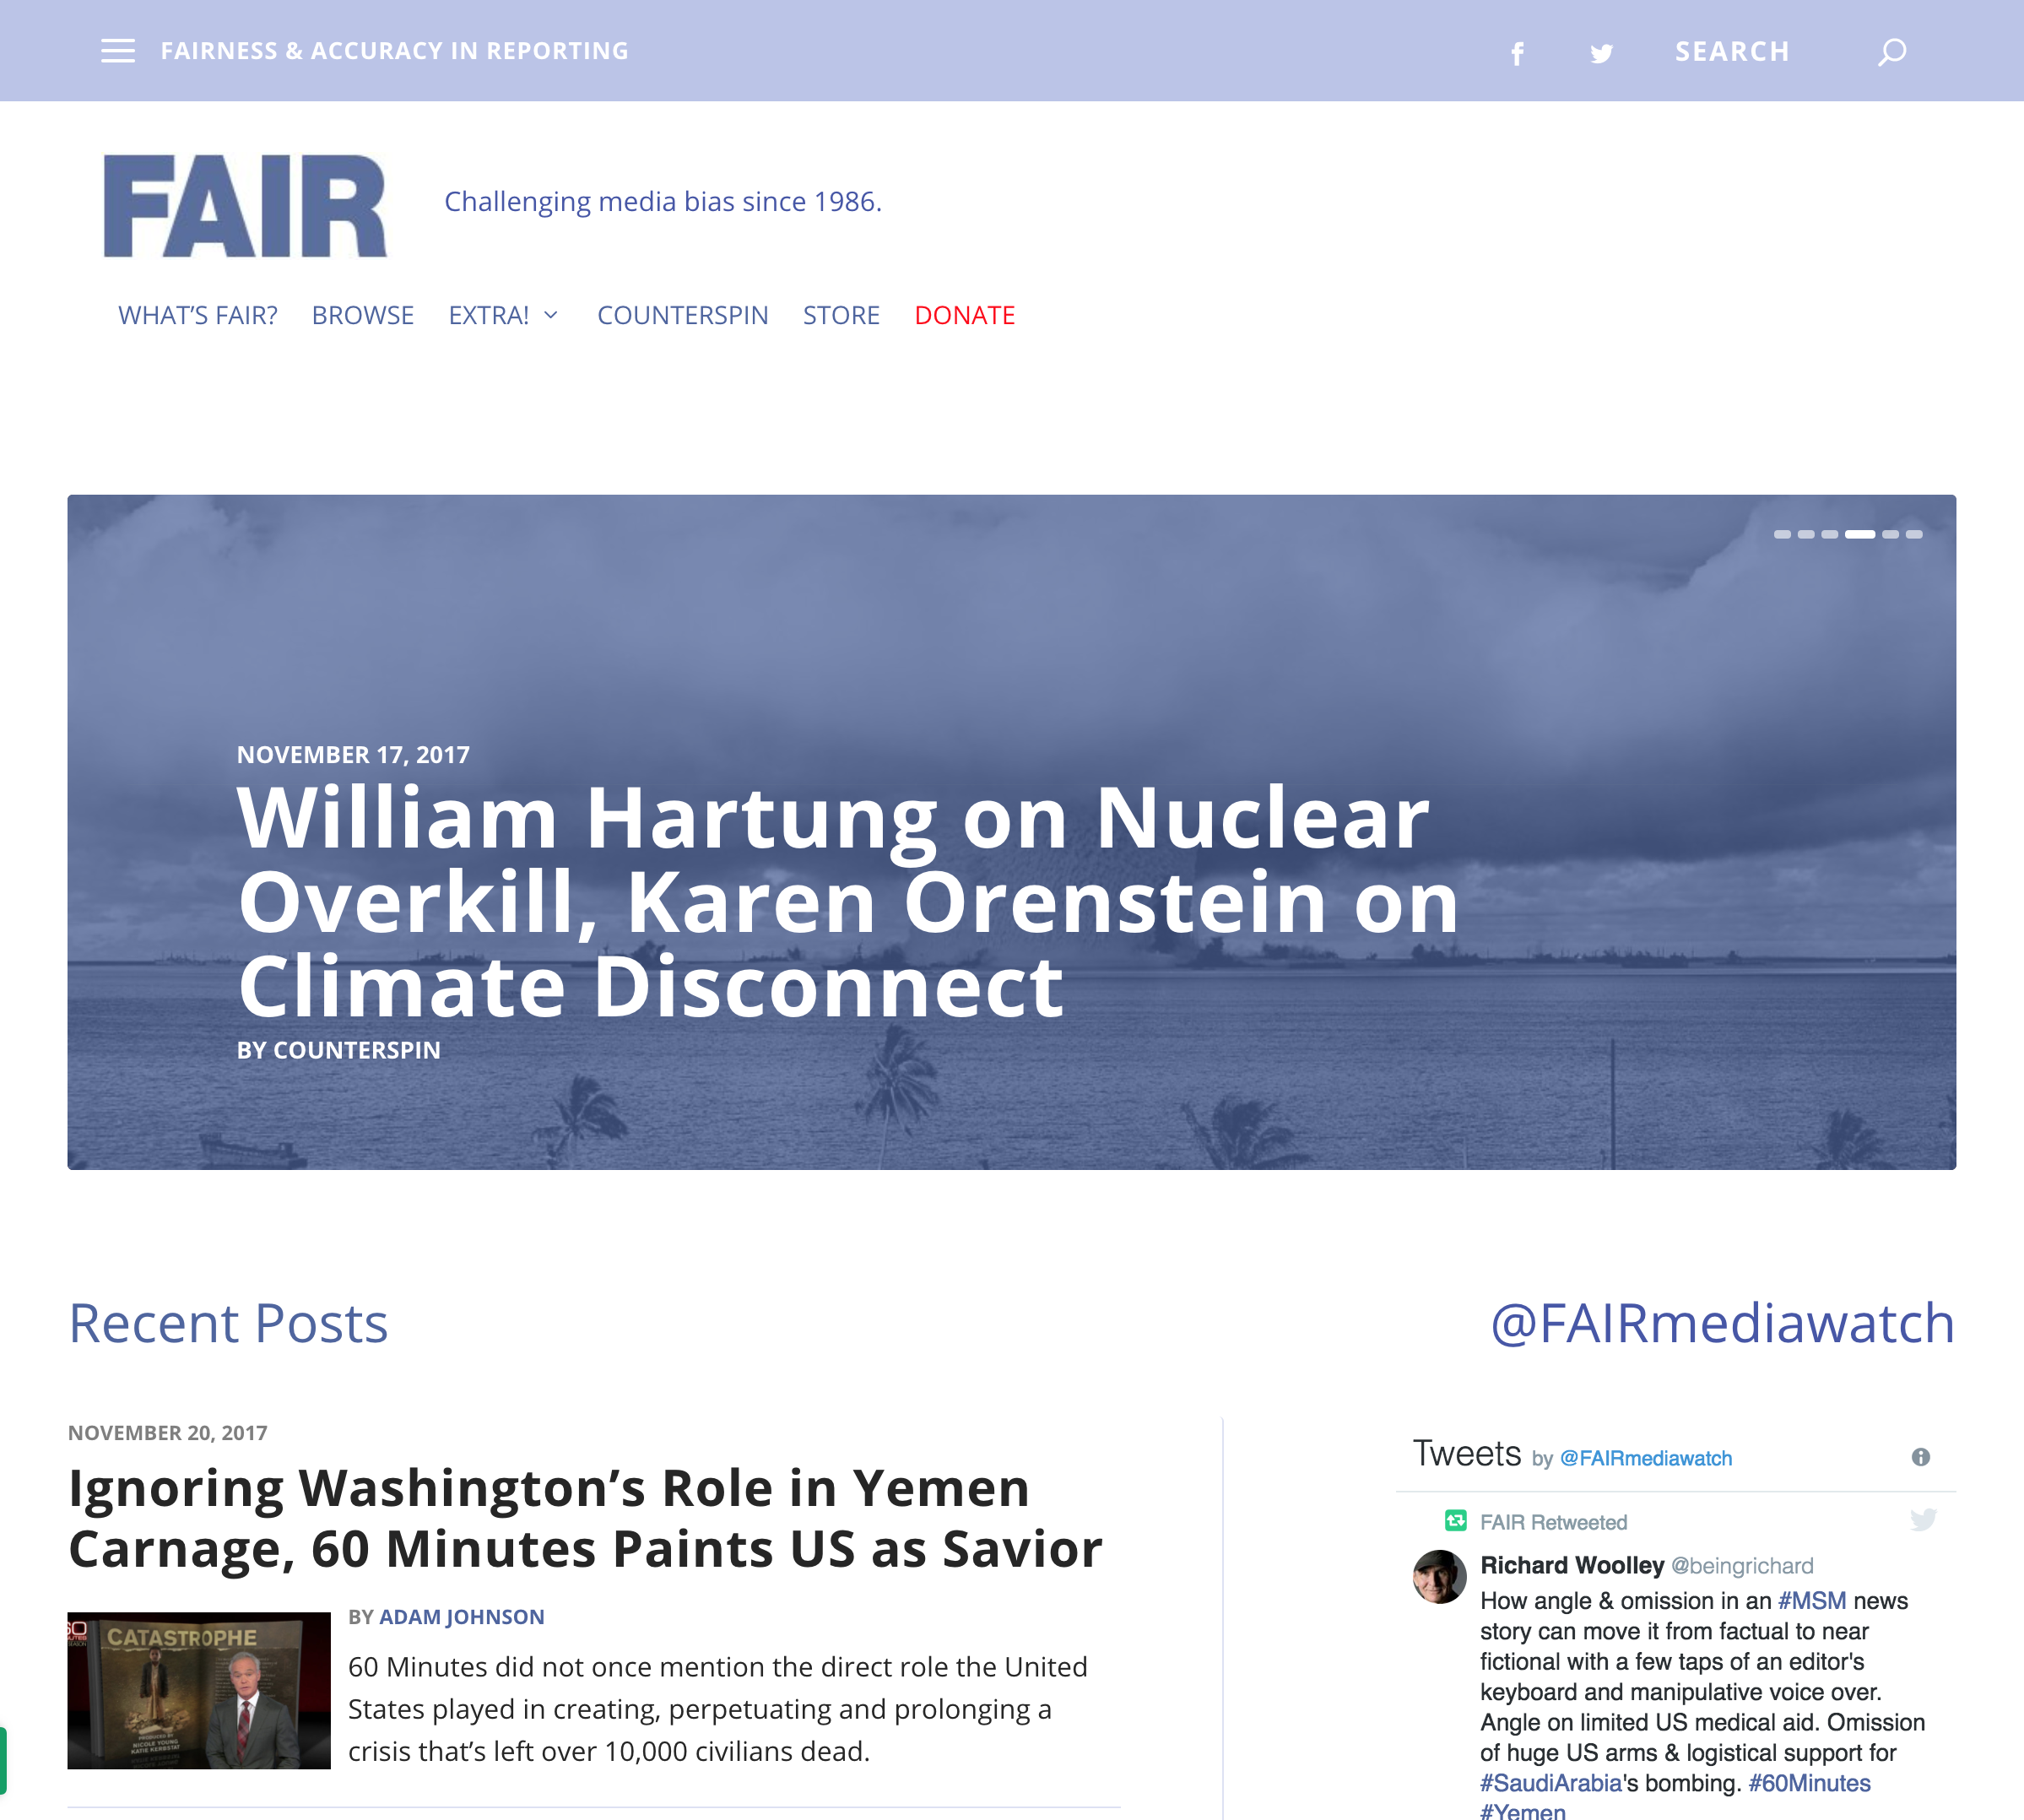 FAIRNESS & ACCURACY IN REPORTING
SEARCH
FAIR
Challenging media bias since 1986.
WHAT’S FAIR?
BROWSE
EXTRA!
COUNTERSPIN
STORE
DONATE
NOVEMBER 17, 2017
William Hartung on Nuclear
Overkill, Karen Orenstein on
Climate Disconnect
BY COUNTERSPIN
Recent Posts
NOVEMBER 20, 2017
Ignoring Washington’s Role in Yemen
Carnage, 60 Minutes Paints US as Savior
CATASTROPHE
PRODUCED BY
NICOLE YOUNG
KATIE KERBSTAT
BY ADAM JOHNSON
60 Minutes did not once mention the direct role the United
States played in creating, perpetuating and prolonging a
crisis that’s left over 10,000 civilians dead.
@FAIRmediawatch
Tweets by @FAIRmediawatch
FAIR Retweeted
Richard Woolley @beingrichard
How angle & omission in an #MSM news
story can move it from factual to near
fictional with a few taps of an editor's
keyboard and manipulative voice over.
Angle on limited US medical aid. Omission
of huge US arms & logistical support for
#SaudiArabia's bombing. #60Minutes
#Yemen